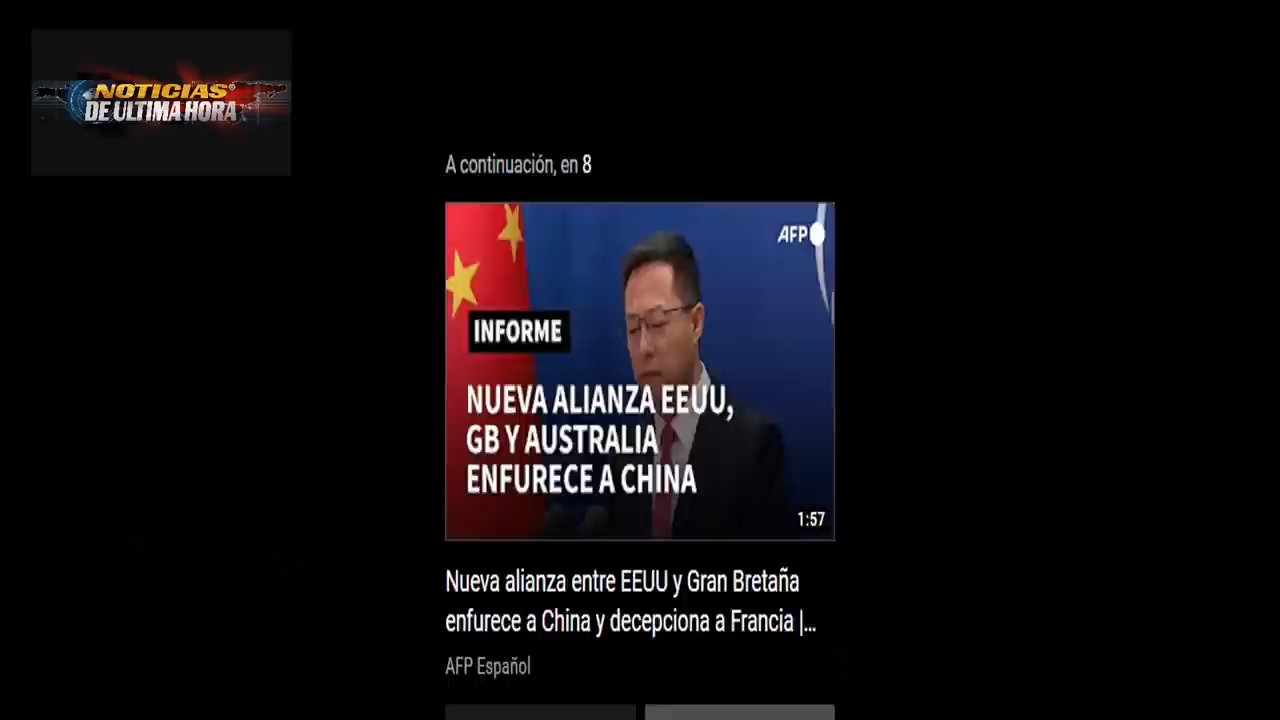 NOTICIAS
DE ULTIMA HORA
A continuación, en 8
AFP
INFORME
NUEVA ALIANZA EEUU,
GB Y AUSTRALIA
ENFURECE A CHINA
1:57
Nueva alianza entre EEUU y Gran Bretaña
enfurece a China y decepciona a Francia |...
AFP Español